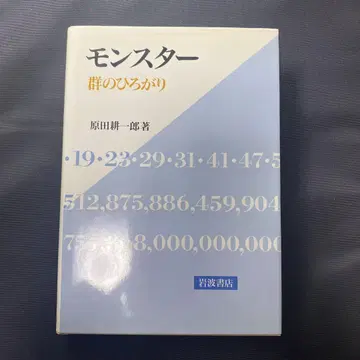 モンスター
群のひろがり
原田耕一郎著
·19·23·29·31·41·47·5
512,875,886,459,904
8,000,000,000
岩波書店